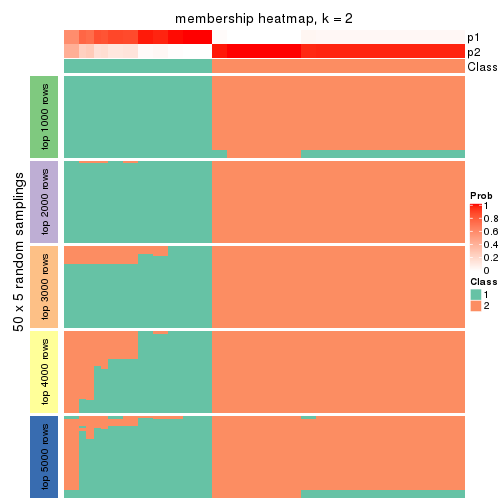 membership heatmap, k = 2
p1
p2
Class
top 1000 rows
top 2000 rows
top 3000 rows
top 4000 rows
top 5000 rows
50 x 5 random samplings
Prob
1
0.8
0.6
0.4
0.2
0
Class
1
2